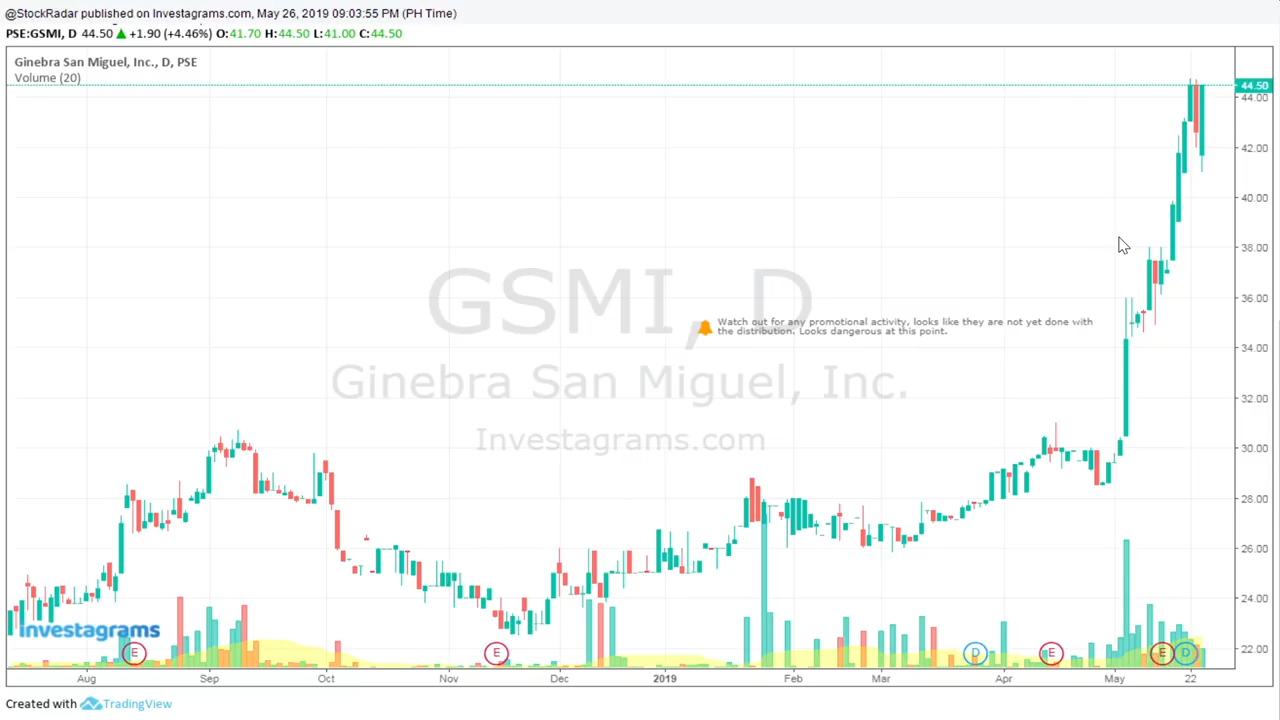 @StockRadar published on Investagrams.com, May 26, 2019 09:03:55 PM (PH Time)
PSE:GSMI, D 44.50 ▲ +1.90 (+4.46%) O:41.70 H:44.50 L:41.00 C:44.50
Ginebra San Miguel, Inc., D, PSE
Volume (20)
44.50
44.00
42.00
40.00
38.00
36.00
34.00
32.00
30.00
28.00
26.00
24.00
22.00
GSMI, D
Watch out for any promotional activity, looks like they are not yet done with
the distribution. Looks dangerous at this point.
Ginebra San Miguel, Inc.
Investagrams.com
investagrams
E E D E E D
Aug Sep Oct Nov Dec 2019 Feb Mar Apr May 22
Created with TradingView